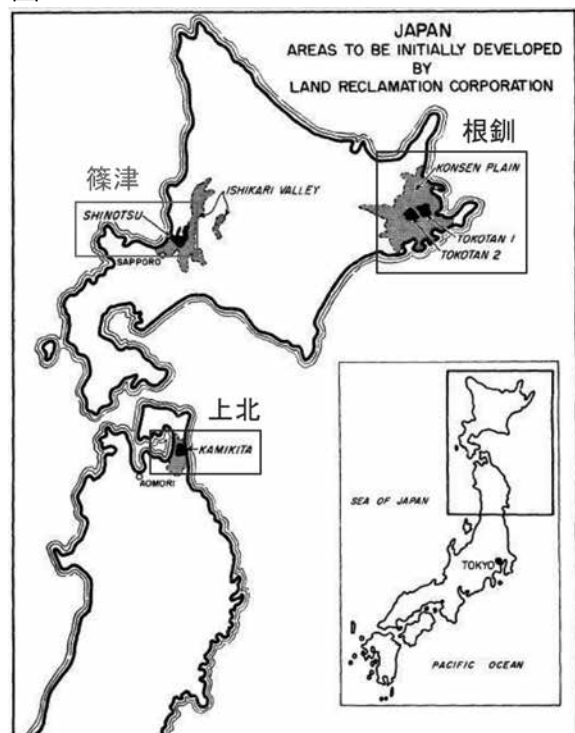 JAPAN
AREAS TO BE INITIALLY DEVELOPED
BY
LAND RECLAMATION CORPORATION
根釧
KONSEN PLAIN
篠津
ISHIKARI VALLEY
SHINOTSU
SAPPORO
TOKOTAN 1
TOKOTAN 2
上北
KAMIKITA
AOMORI
SEA OF JAPAN
TOKYO
PACIFIC OCEAN